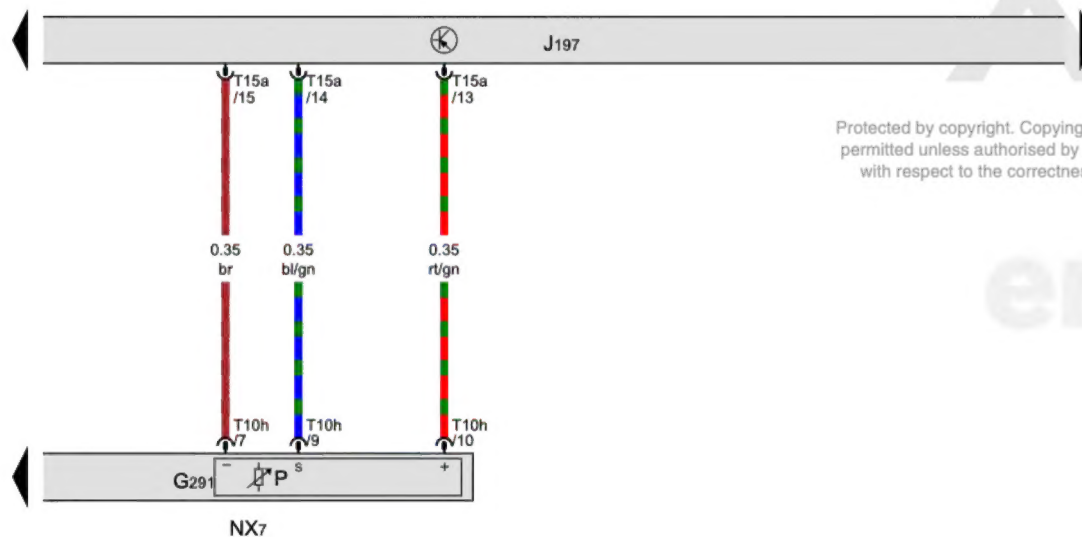 J197
T15a
/15
T15a
/14
T15a
/13
Protected by copyright. Copying
permitted unless authorised by
with respect to the correctne
0.35
br
0.35
bl/gn
0.35
rt/gn
T10h
/7
T10h
/9
T10h
/10
G291
−
P
S
+
NX7